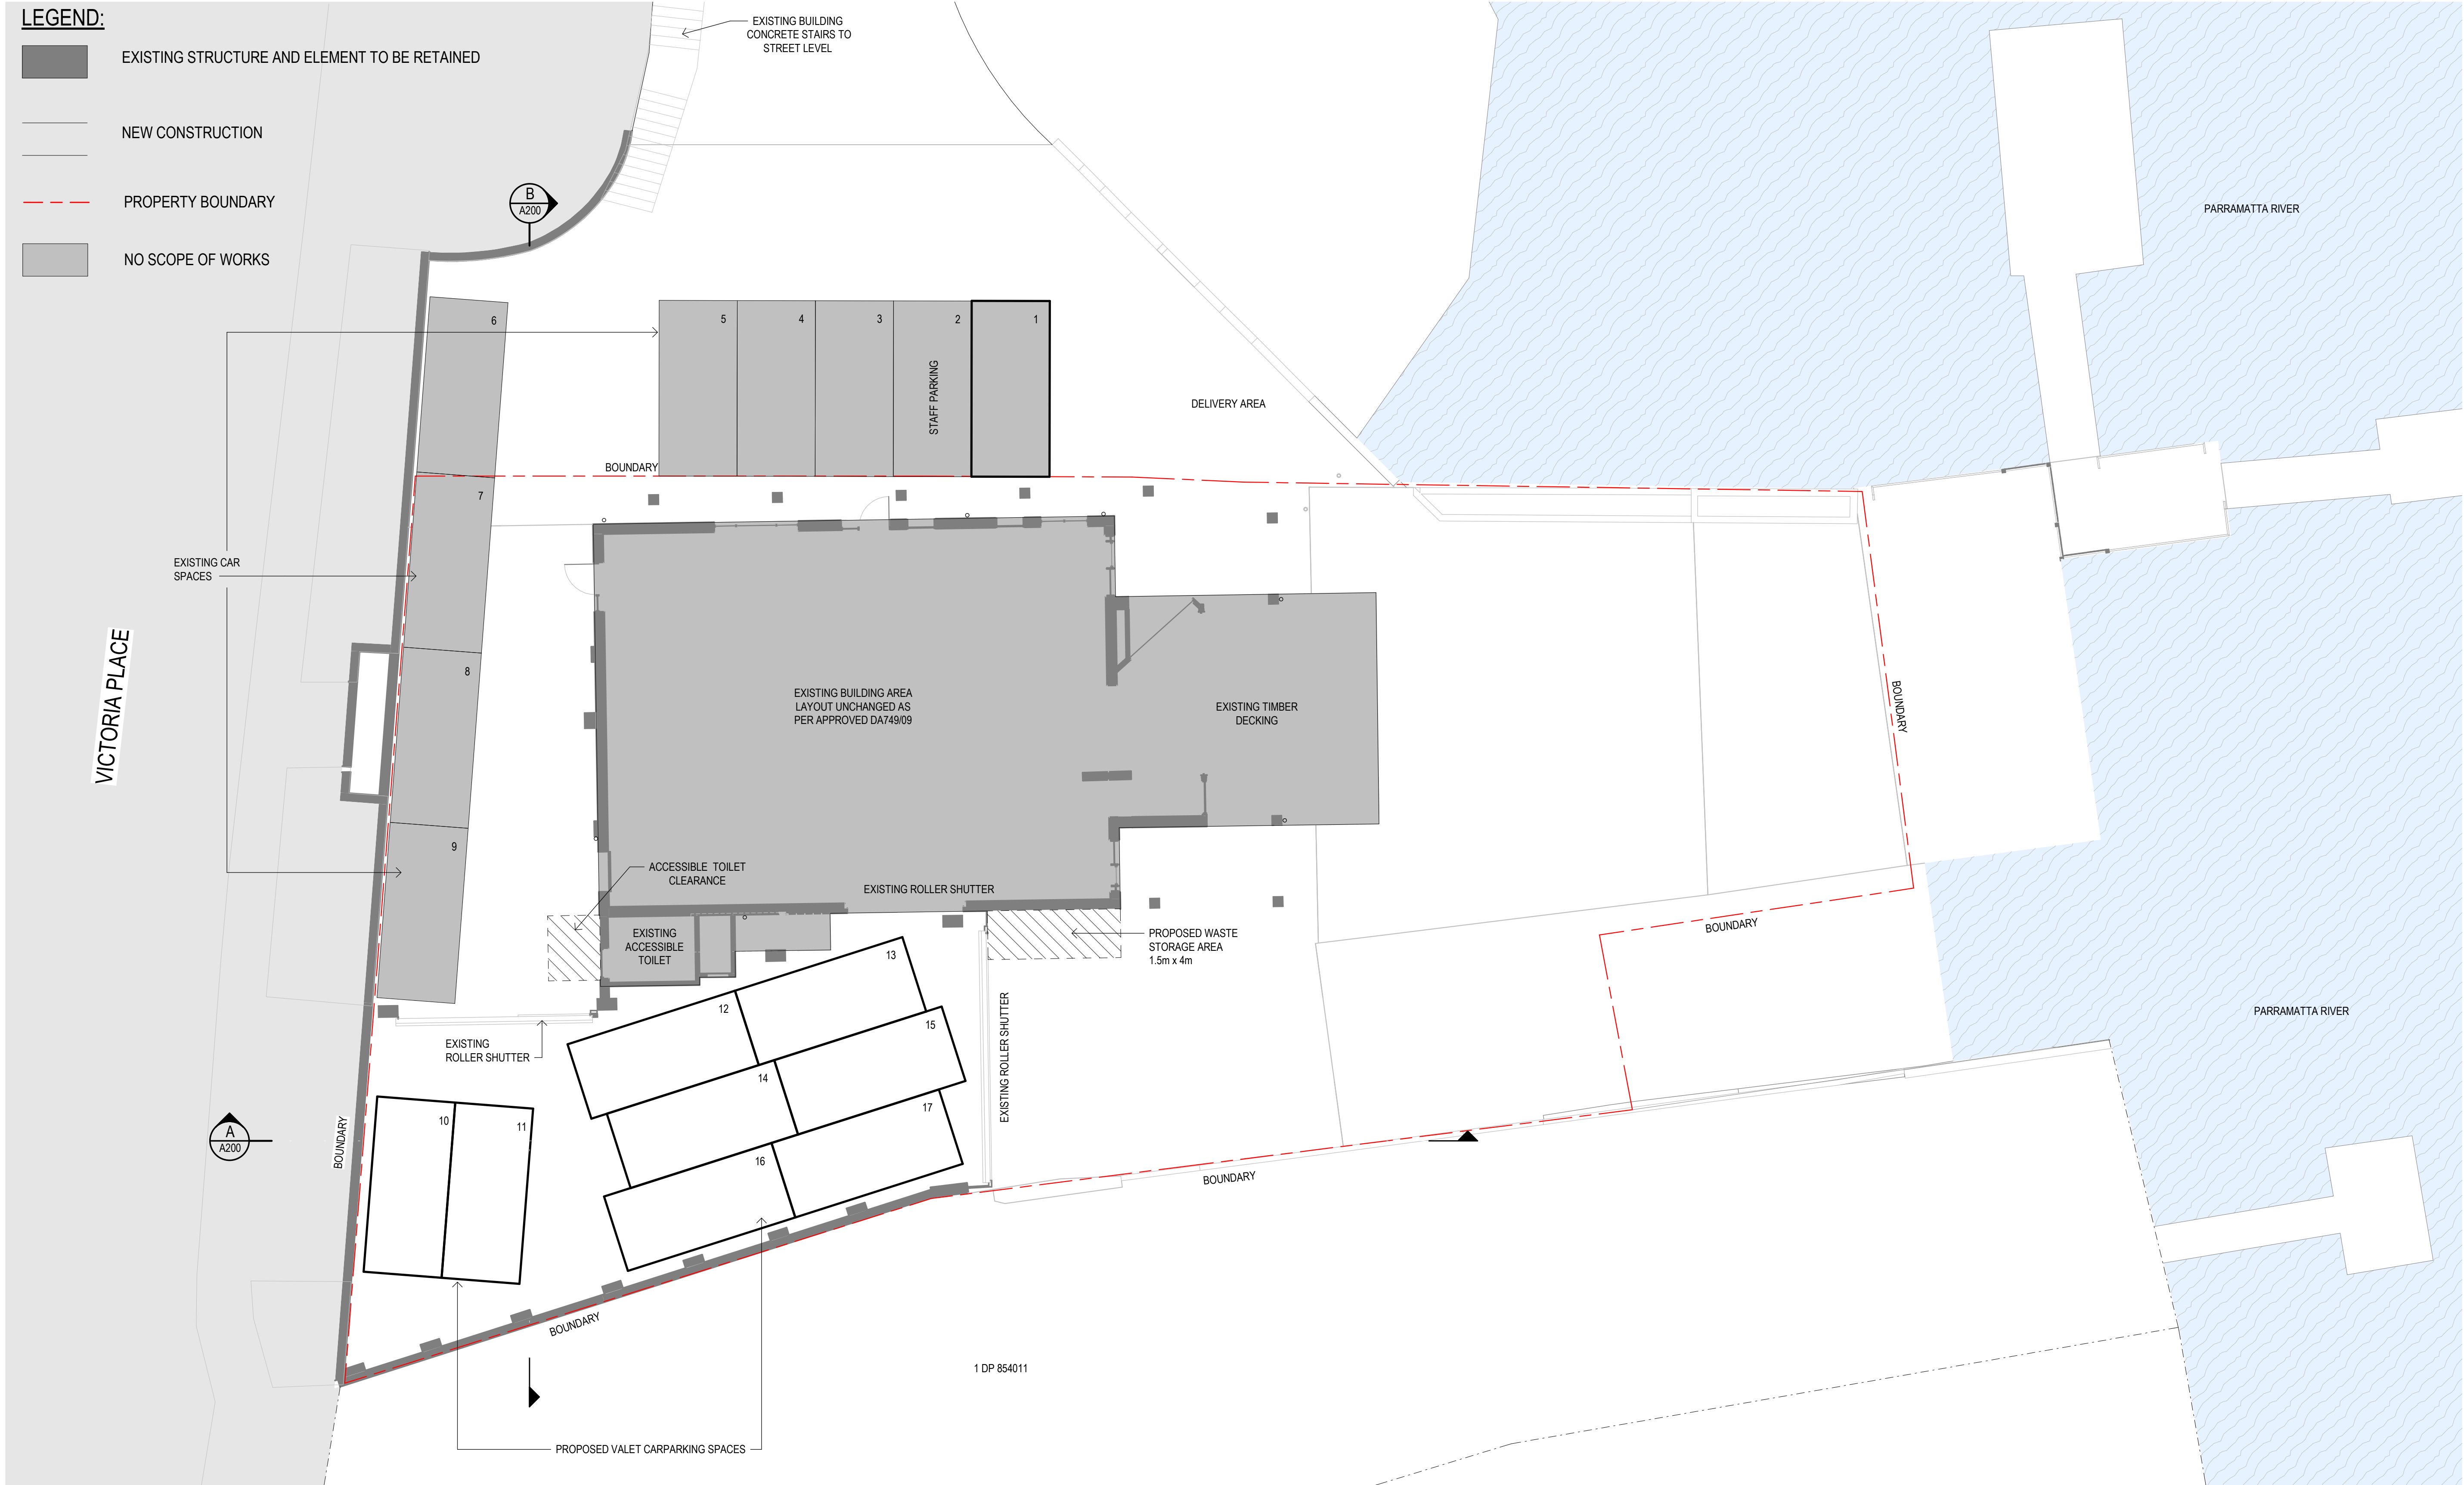 LEGEND:
EXISTING STRUCTURE AND ELEMENT TO BE RETAINED
NEW CONSTRUCTION
PROPERTY BOUNDARY
NO SCOPE OF WORKS
EXISTING BUILDING
CONCRETE STAIRS TO
STREET LEVEL
B
A200
PARRAMATTA RIVER
6
5
4
3
2
1
STAFF PARKING
DELIVERY AREA
BOUNDARY
7
EXISTING CAR
SPACES
VICTORIA PLACE
8
EXISTING BUILDING AREA
LAYOUT UNCHANGED AS
PER APPROVED DA749/09
EXISTING TIMBER
DECKING
BOUNDARY
9
ACCESSIBLE TOILET
CLEARANCE
EXISTING ROLLER SHUTTER
EXISTING
ACCESSIBLE
TOILET
PROPOSED WASTE
STORAGE AREA
1.5m x 4m
BOUNDARY
13
12
15
EXISTING
ROLLER SHUTTER
EXISTING ROLLER SHUTTER
PARRAMATTA RIVER
14
17
10
11
A
A200
BOUNDARY
16
BOUNDARY
BOUNDARY
1 DP 854011
PROPOSED VALET CARPARKING SPACES